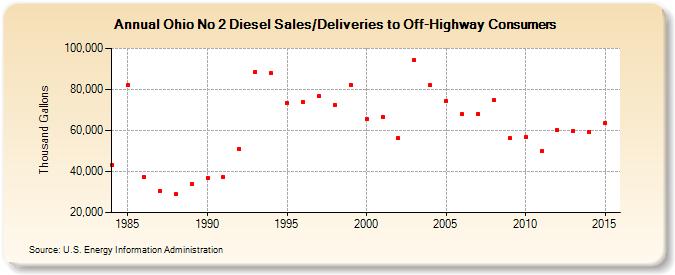 Annual Ohio No 2 Diesel Sales/Deliveries to Off-Highway Consumers
Thousand Gallons
100,000
80,000
60,000
40,000
20,000
1985 1990 1995 2000 2005 2010 2015
Source: U.S. Energy Information Administration